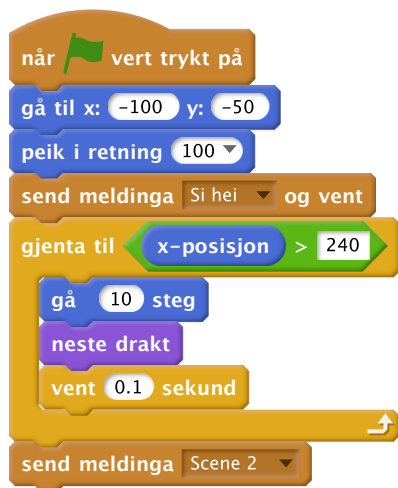 når vert trykt på
gå til x: -100 y: -50
peik i retning 100
send meldinga Si hei og vent
gjenta til x-posisjon > 240
gå 10 steg
neste drakt
vent 0.1 sekund
send meldinga Scene 2